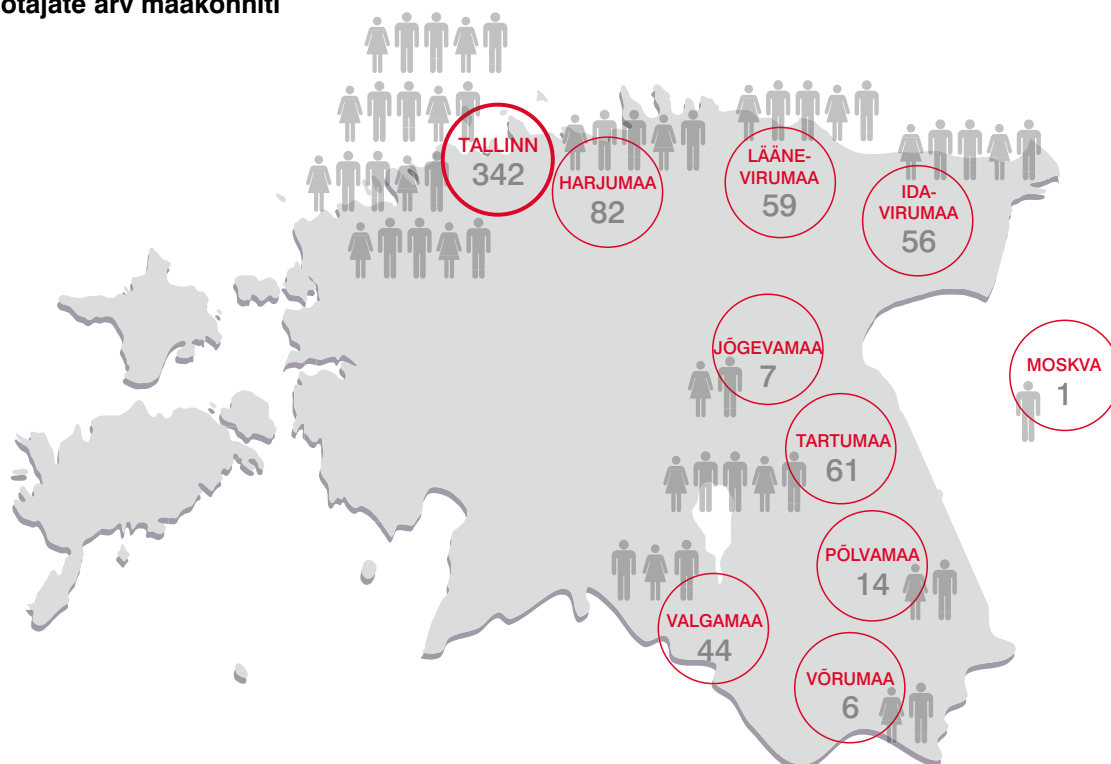 arv maakonniti
TALLINN
342
HARJUMAA
82
LÄÄNE-
VIRUMAA
59
IDA-
VIRUMAA
56
JÕGEVAMAA
7
MOSKVA
1
TARTUMAA
61
PÕLVAMAA
14
VALGAMAA
44
VÕRUMAA
6